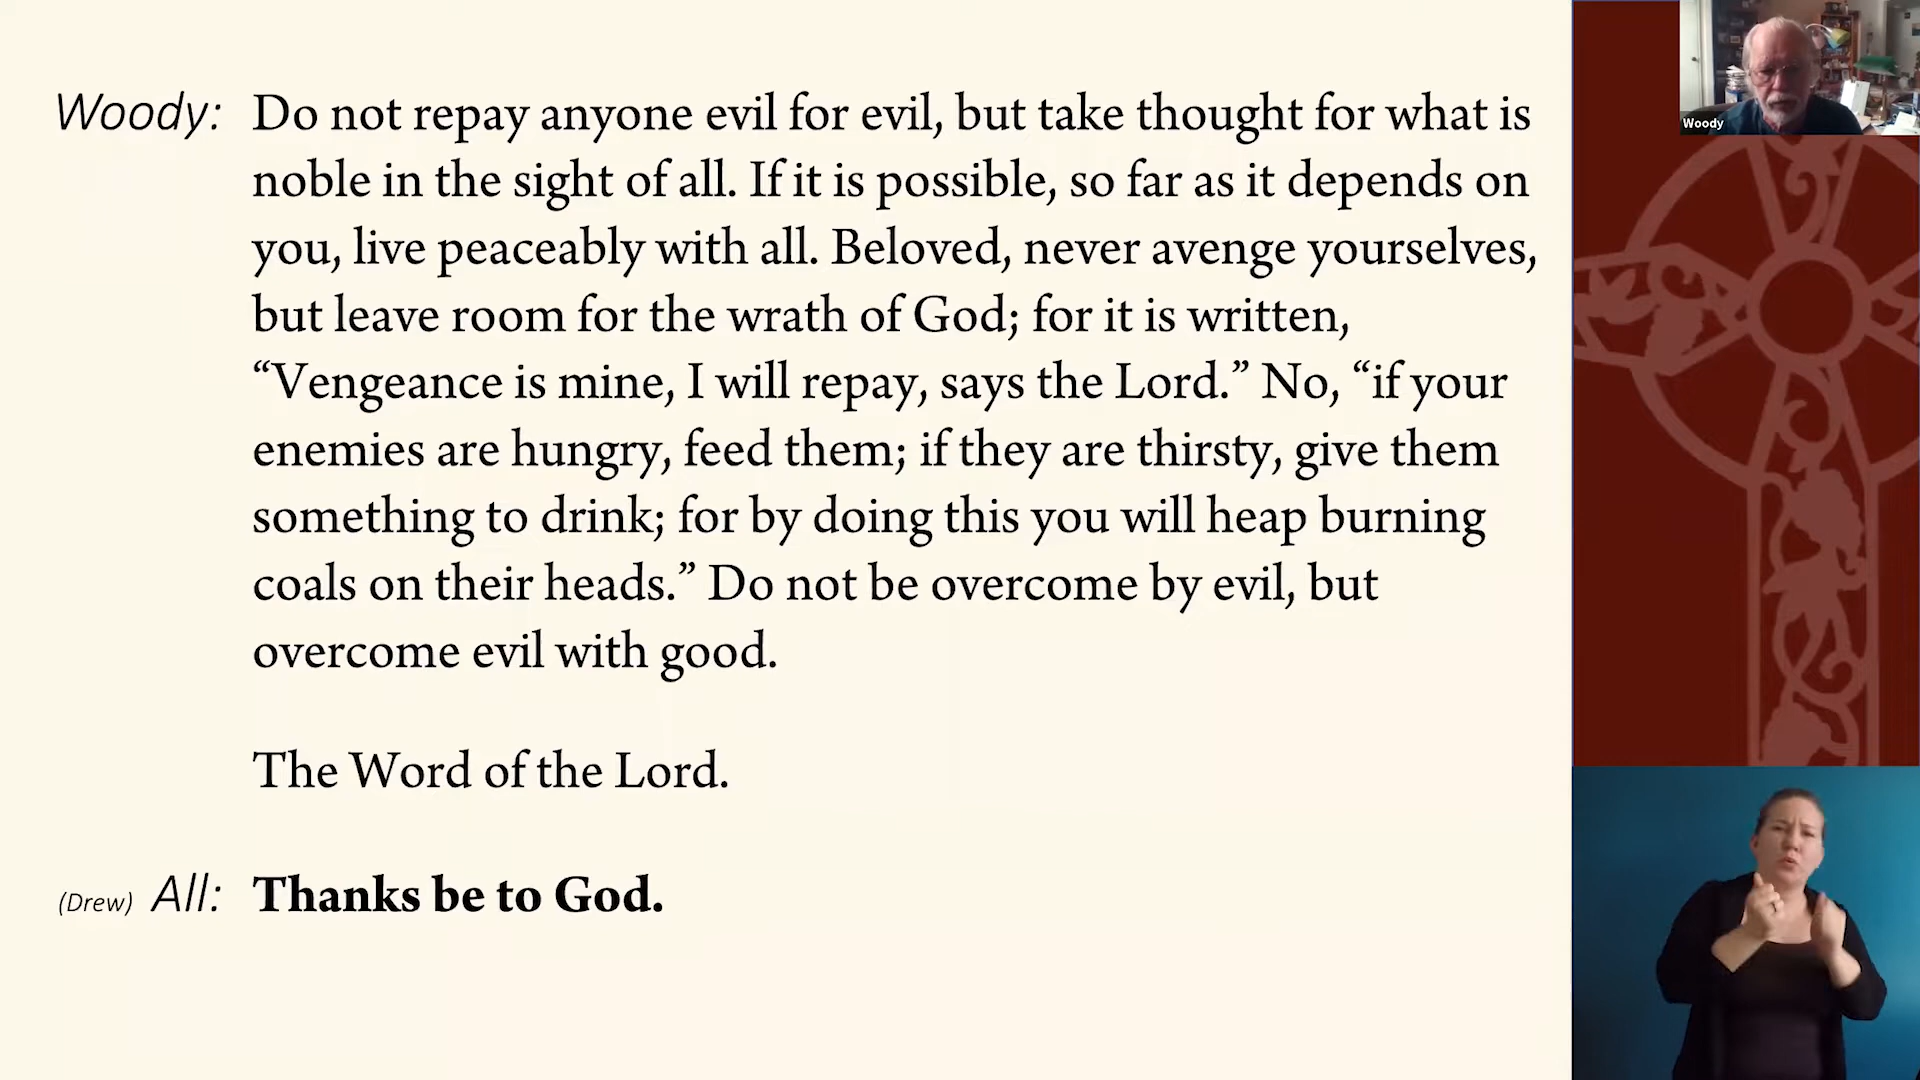 Woody: Do not repay anyone evil for evil, but take thought for what is
noble in the sight of all. If it is possible, so far as it depends on
you, live peaceably with all. Beloved, never avenge yourselves,
but leave room for the wrath of God; for it is written,
“Vengeance is mine, I will repay, says the Lord.” No, “if your
enemies are hungry, feed them; if they are thirsty, give them
something to drink; for by doing this you will heap burning
coals on their heads.” Do not be overcome by evil, but
overcome evil with good.
The Word of the Lord.
(Drew) All: Thanks be to God.
Woody